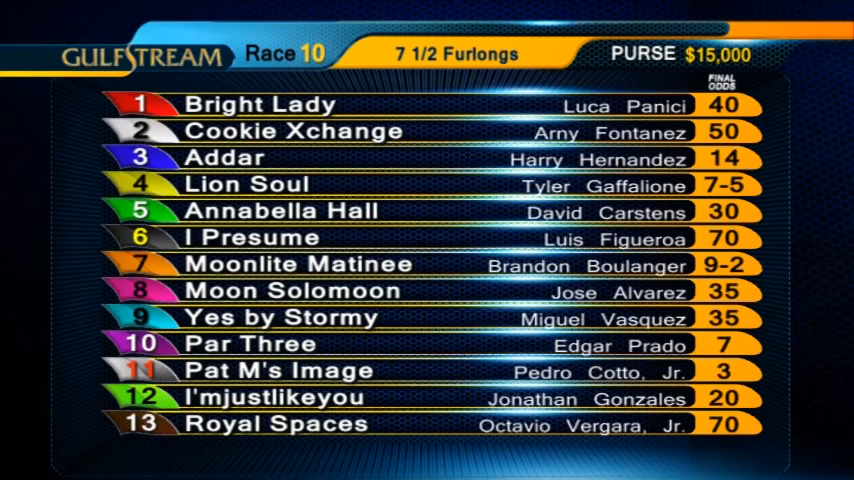 GULFSTREAM Race 10 7 1/2 Furlongs PURSE $15,000
FINAL
ODDS
1 Bright Lady Luca Panici 40
2 Cookie Xchange Arny Fontanez 50
3 Addar Harry Hernandez 14
4 Lion Soul Tyler Gaffalione 7-5
5 Annabella Hall David Carstens 30
6 I Presume Luis Figueroa 70
7 Moonlite Matinee Brandon Boulanger 9-2
8 Moon Solomoon Jose Alvarez 35
9 Yes by Stormy Miguel Vasquez 35
10 Par Three Edgar Prado 7
11 Pat M's Image Pedro Cotto, Jr. 3
12 I'mjustlikeyou Jonathan Gonzales 20
13 Royal Spaces Octavio Vergara, Jr. 70